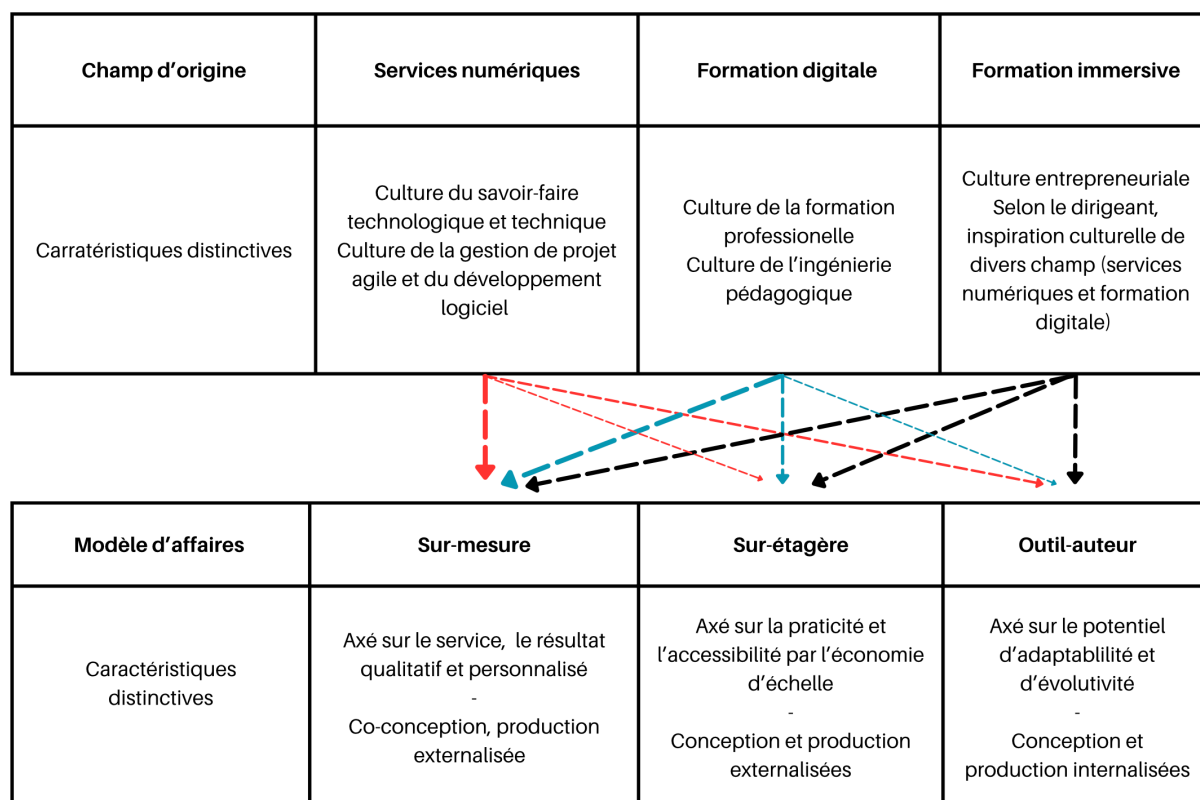 Champ d’origine
Services numériques
Formation digitale
Formation immersive
Carratéristiques distinctives
Culture du savoir-faire
technologique et technique
Culture de la gestion de projet
agile et du développement
logiciel
Culture de la formation
professionelle
Culture de l’ingénierie
pédagogique
Culture entrepreneuriale
Selon le dirigeant,
inspiration culturelle de
divers champ (services
numériques et formation
digitale)
Modèle d’affaires
Sur-mesure
Sur-étagère
Outil-auteur
Caractéristiques
distinctives
Axé sur le service, le résultat
qualitatif et personnalisé
-
Co-conception, production
externalisée
Axé sur la praticité et
l’accessibilité par l’économie
d’échelle
-
Conception et production
externalisées
Axé sur le potentiel
d’adaptablilité et
d’évolutivité
-
Conception et
production internalisées